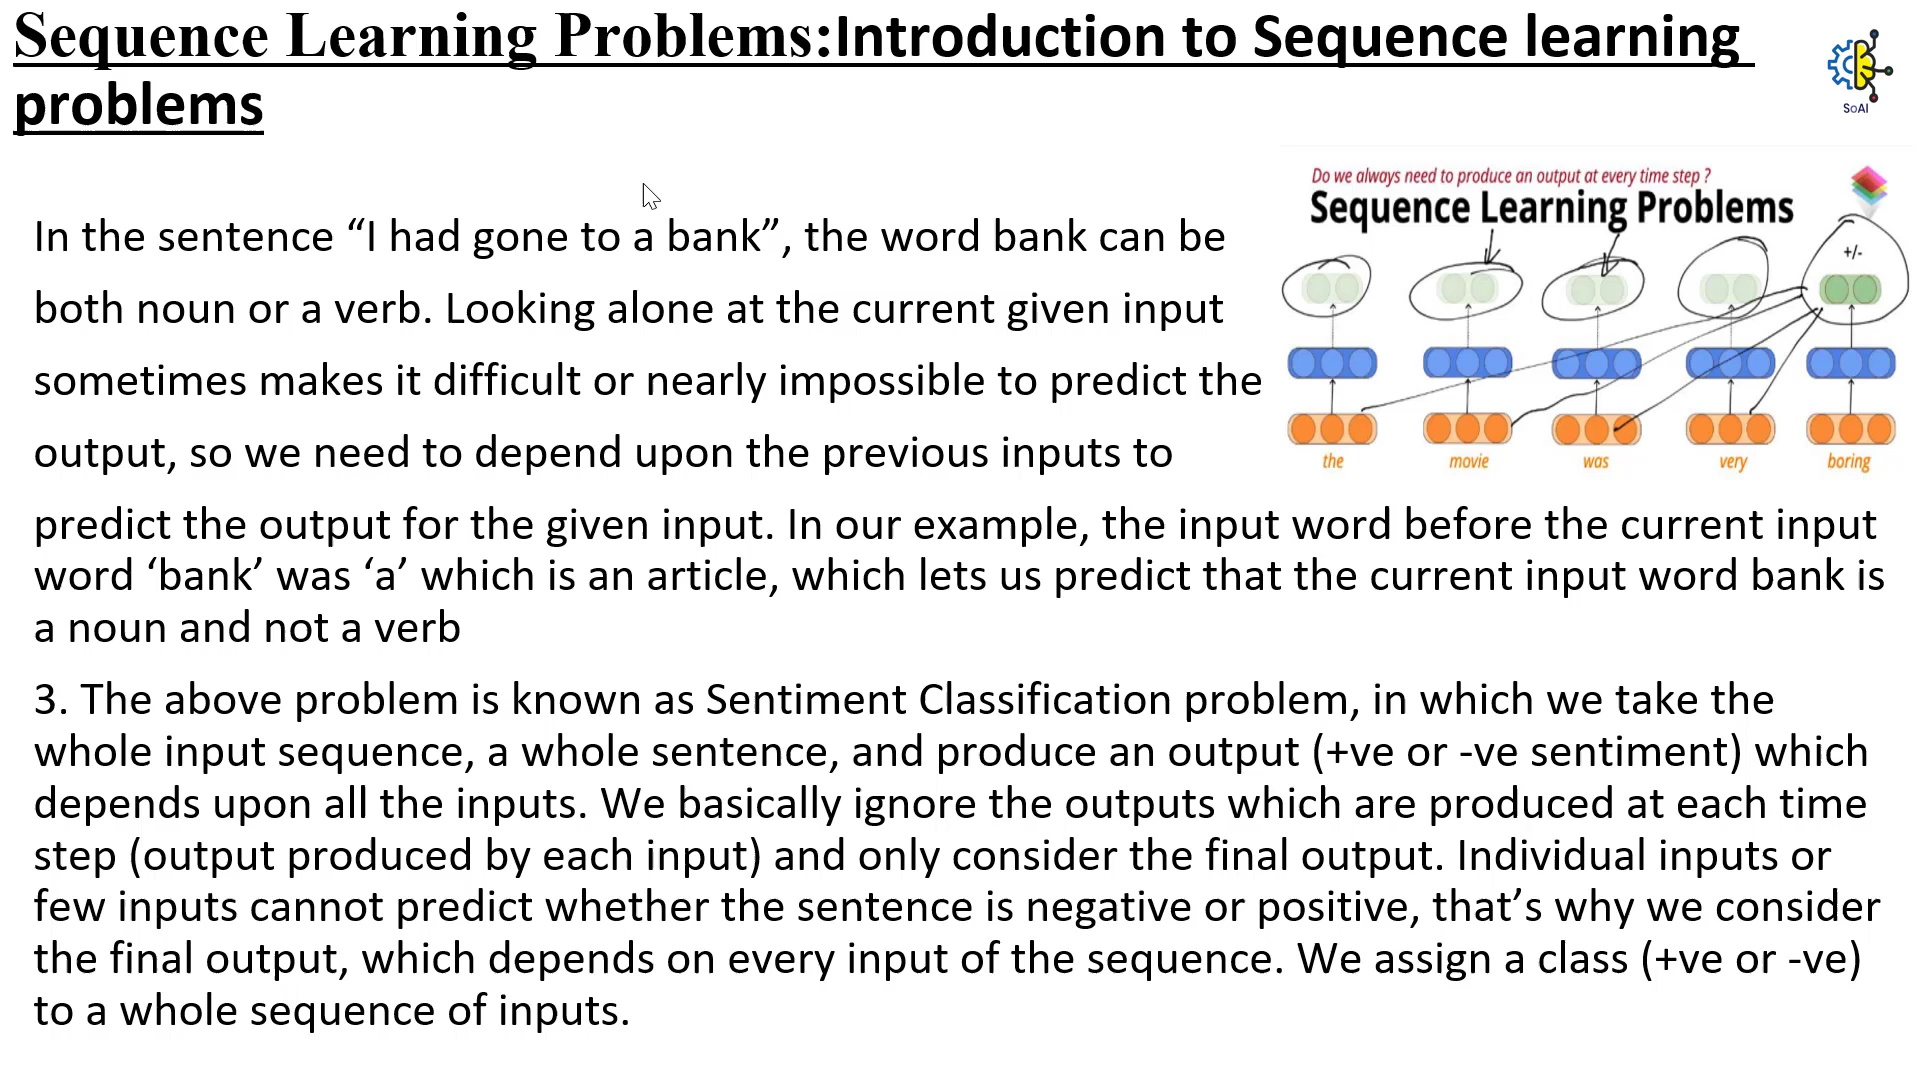 Sequence Learning Problems:Introduction to Sequence learning
problems
SoAI
Do we always need to produce an output at every time step ?
Sequence Learning Problems
+/-
the movie was very boring
In the sentence “I had gone to a bank”, the word bank can be
both noun or a verb. Looking alone at the current given input
sometimes makes it difficult or nearly impossible to predict the
output, so we need to depend upon the previous inputs to
predict the output for the given input. In our example, the input word before the current input
word ‘bank’ was ‘a’ which is an article, which lets us predict that the current input word bank is
a noun and not a verb
3. The above problem is known as Sentiment Classification problem, in which we take the
whole input sequence, a whole sentence, and produce an output (+ve or -ve sentiment) which
depends upon all the inputs. We basically ignore the outputs which are produced at each time
step (output produced by each input) and only consider the final output. Individual inputs or
few inputs cannot predict whether the sentence is negative or positive, that’s why we consider
the final output, which depends on every input of the sequence. We assign a class (+ve or -ve)
to a whole sequence of inputs.